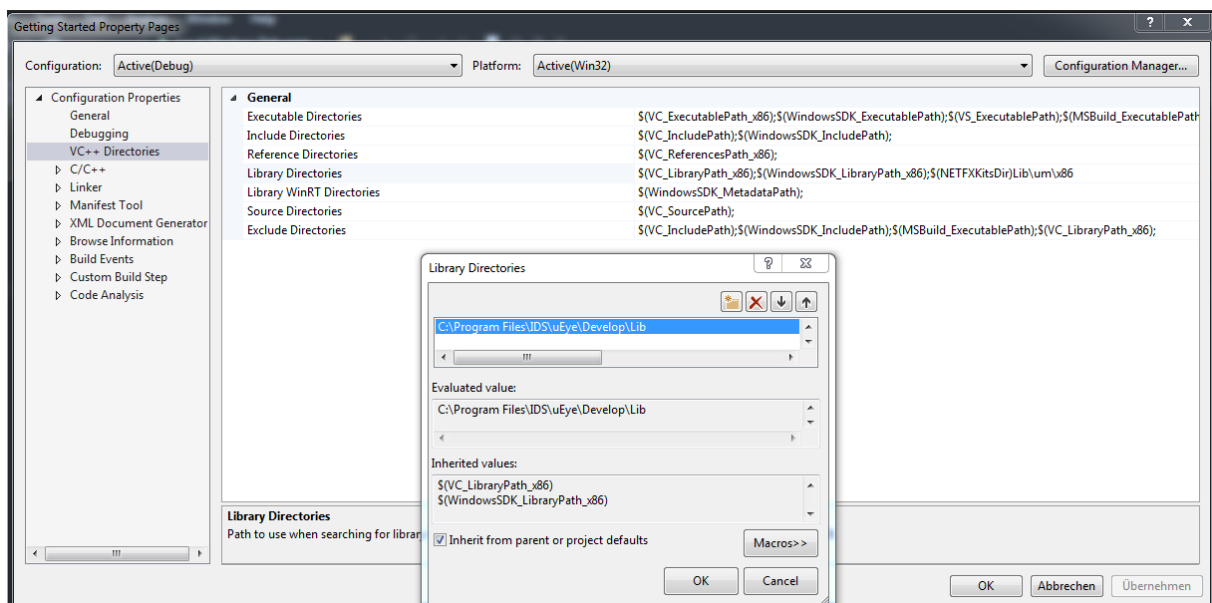 Getting Started Property Pages
Configuration: Active(Debug) Platform: Active(Win32) Configuration Manager...
Configuration Properties
General
Debugging
VC++ Directories
C/C++
Linker
Manifest Tool
XML Document Generator
Browse Information
Build Events
Custom Build Step
Code Analysis
General
Executable Directories $(VC_ExecutablePath_x86);$(WindowsSDK_ExecutablePath);$(VS_ExecutablePath);$(MSBuild_ExecutablePath
Include Directories $(VC_IncludePath);$(WindowsSDK_IncludePath);
Reference Directories $(VC_ReferencesPath_x86);
Library Directories $(VC_LibraryPath_x86);$(WindowsSDK_LibraryPath_x86);$(NETFXKitsDir)Lib\um\x86
Library WinRT Directories $(WindowsSDK_MetadataPath);
Source Directories $(VC_SourcePath);
Exclude Directories $(VC_IncludePath);$(WindowsSDK_IncludePath);$(MSBuild_ExecutablePath);$(VC_LibraryPath_x86);
Library Directories
Path to use when searching for librar
Library Directories
C:\Program Files\IDS\uEye\Develop\Lib
Evaluated value:
C:\Program Files\IDS\uEye\Develop\Lib
Inherited values:
$(VC_LibraryPath_x86)
$(WindowsSDK_LibraryPath_x86)
Inherit from parent or project defaults
Macros>>
OK Cancel
OK Abbrechen Übernehmen